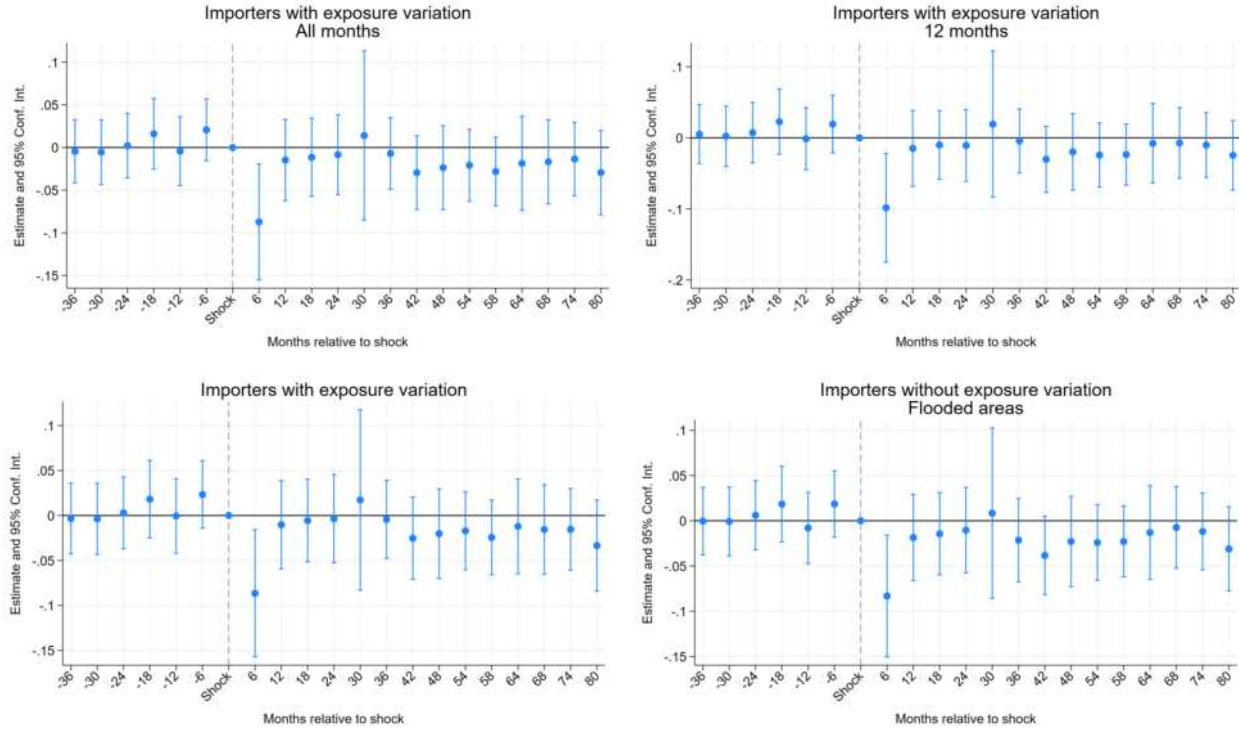 Importers with exposure variation
All months
Estimate and 95% Conf. Int.
.1
.05
0
-.05
-.1
-.15
-36 -30 -24 -18 -12 -6 Shock 6 12 18 24 30 36 42 48 54 58 64 68 74 80
Months relative to shock
Importers with exposure variation
12 months
Estimate and 95% Conf. Int.
.1
0
-.1
-.2
-36 -30 -24 -18 -12 -6 Shock 6 12 18 24 30 36 42 48 54 58 64 68 74 80
Months relative to shock
Importers with exposure variation
Estimate and 95% Conf. Int.
.1
.05
0
-.05
-.1
-.15
-36 -30 -24 -18 -12 -6 Shock 6 12 18 24 30 36 42 48 54 58 64 68 74 80
Months relative to shock
Importers without exposure variation
Flooded areas
Estimate and 95% Conf. Int.
.1
.05
0
-.05
-.1
-.15
-36 -30 -24 -18 -12 -6 Shock 6 12 18 24 30 36 42 48 54 58 64 68 74 80
Months relative to shock